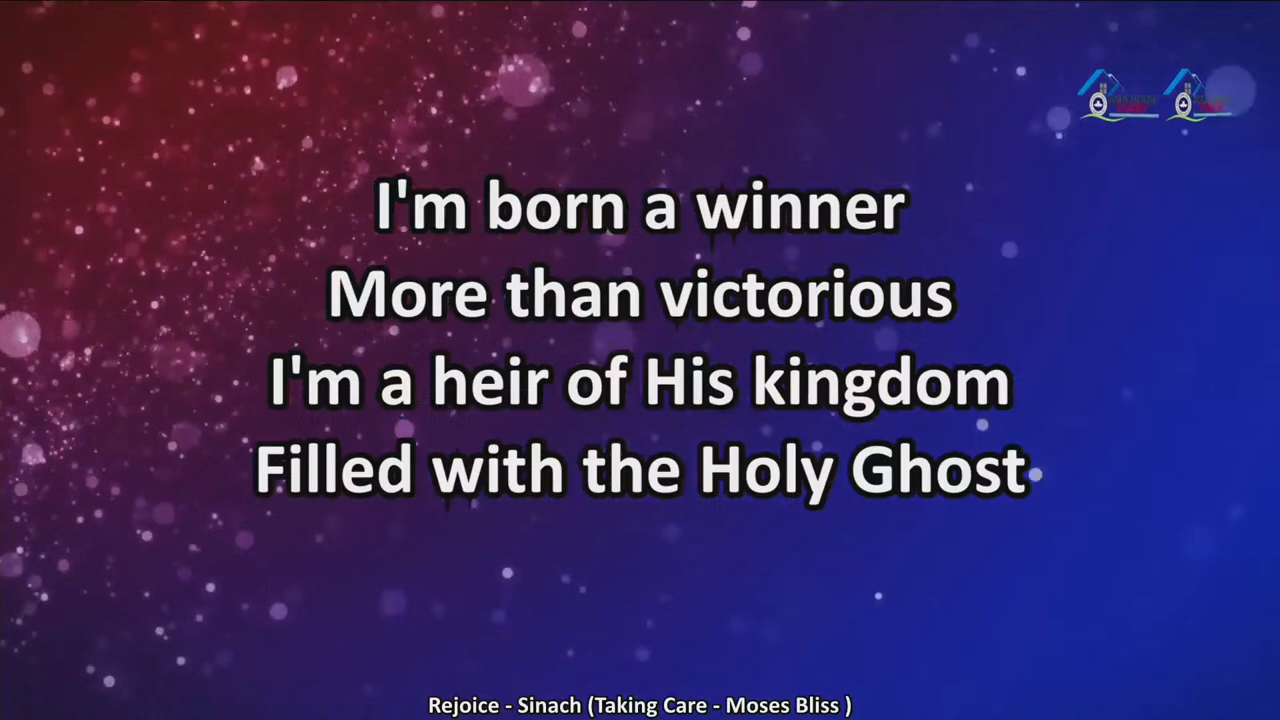 I'm born a winner
More than victorious
I'm a heir of His kingdom
Filled with the Holy Ghost
Rejoice - Sinach (Taking Care - Moses Bliss )